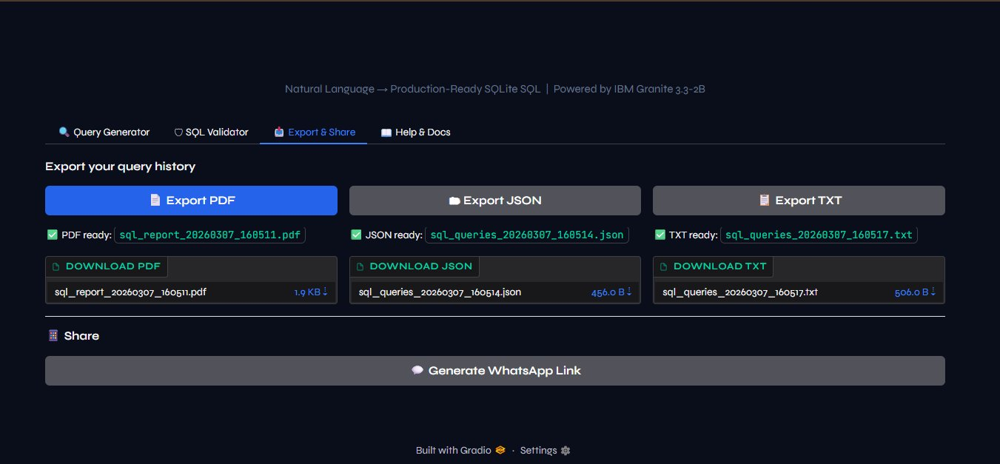 Natural Language → Production-Ready SQLite SQL | Powered by IBM Granite 3.3-2B
Query Generator
SQL Validator
Export & Share
Help & Docs
Export your query history
Export PDF
Export JSON
Export TXT
PDF ready: sql_report_20260307_160511.pdf
JSON ready: sql_queries_20260307_160514.json
TXT ready: sql_queries_20260307_160517.txt
DOWNLOAD PDF
sql_report_20260307_160511.pdf 1.9 KB ⇣
DOWNLOAD JSON
sql_queries_20260307_160514.json 456.0 B ⇣
DOWNLOAD TXT
sql_queries_20260307_160517.txt 506.0 B ⇣
Share
Generate WhatsApp Link
Built with Gradio · Settings